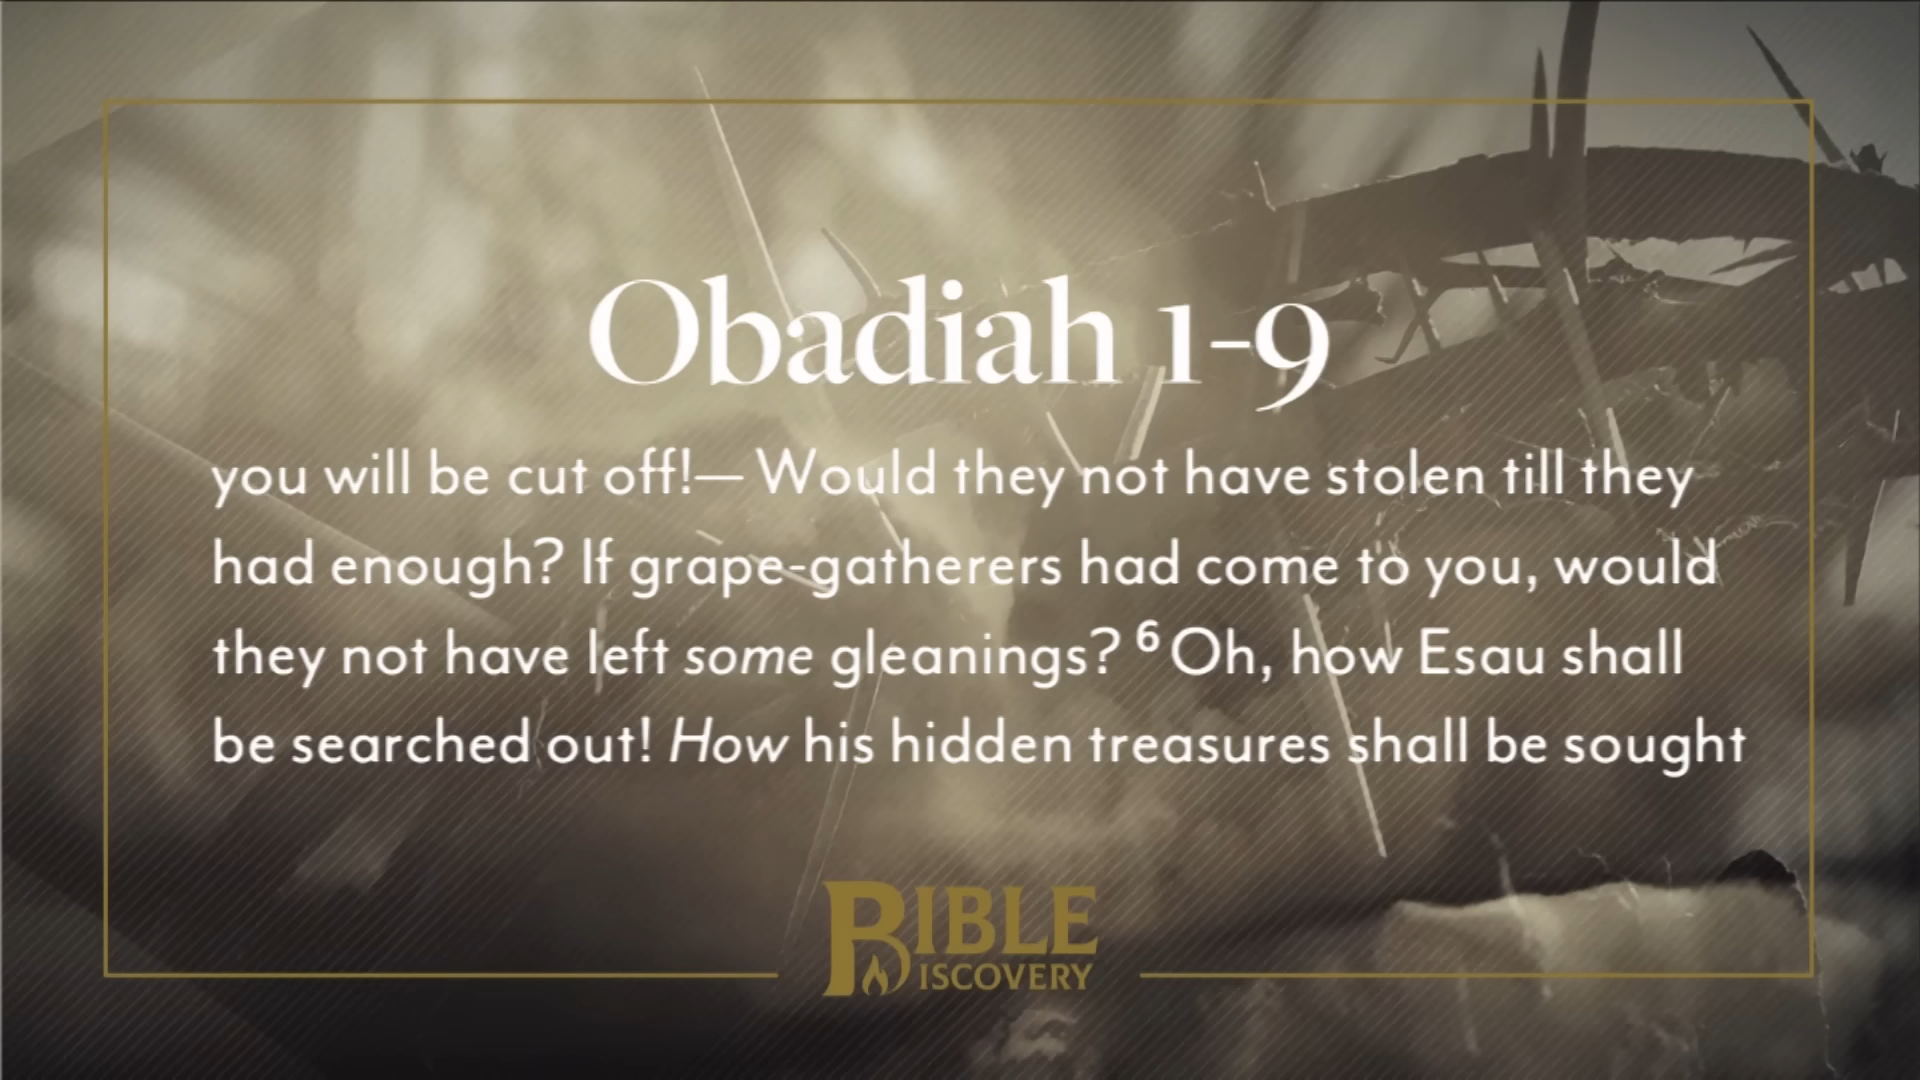 Obadiah 1-9
you will be cut off!— Would they not have stolen till they
had enough? If grape-gatherers had come to you, would
they not have left some gleanings? ⁶ Oh, how Esau shall
be searched out! How his hidden treasures shall be sought
BIBLE
DISCOVERY